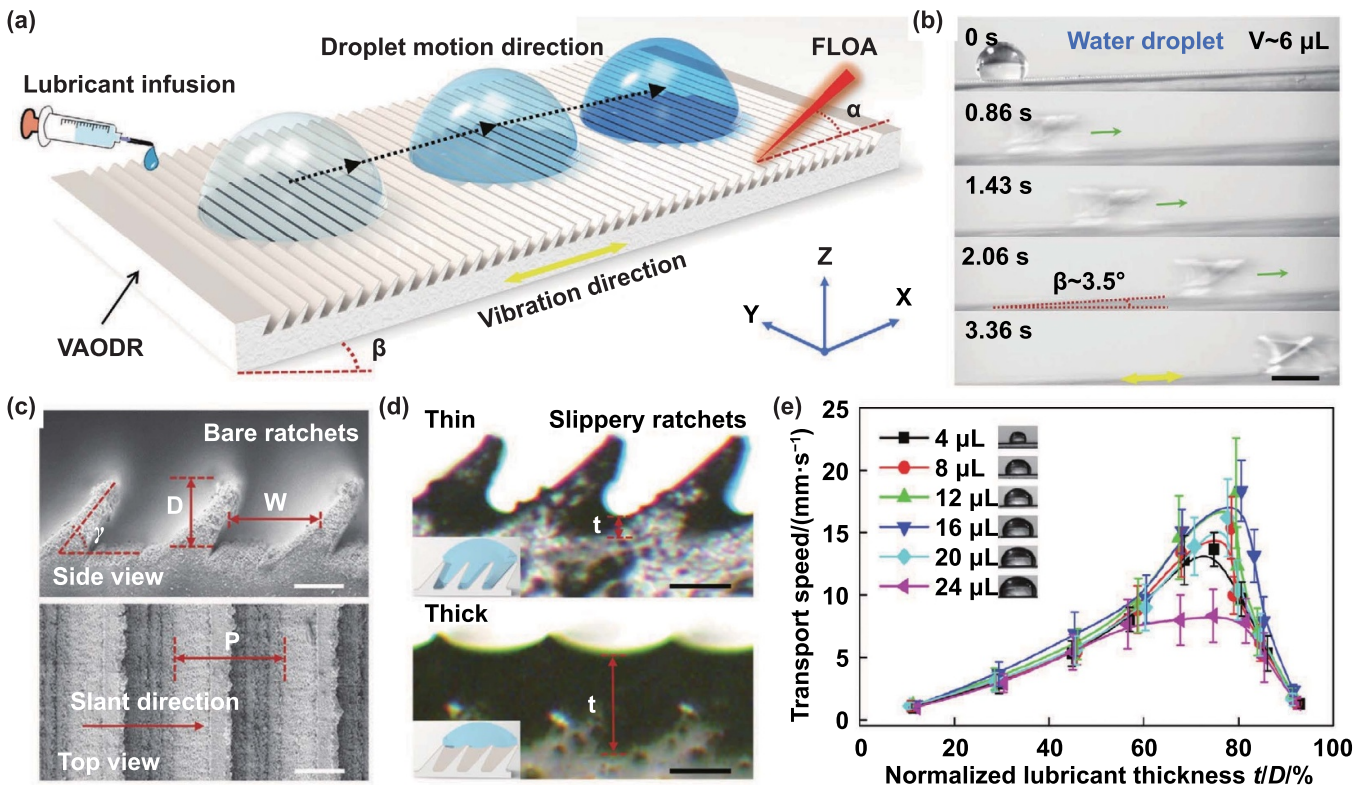 (a)
Droplet motion direction
FLOA
Lubricant infusion
α
Z
X
Y
Vibration direction
VAODR
β
(b)
0 s
Water droplet
V~6 μL
0.86 s
1.43 s
2.06 s
β~3.5°
3.36 s
(c)
Bare ratchets
D
W
γ
Side view
P
Slant direction
Top view
(d)
Thin
Slippery ratchets
t
Thick
t
(e)
25
20
15
10
5
0
Transport speed/(mm·s⁻¹)
4 μL
8 μL
12 μL
16 μL
20 μL
24 μL
0
20
40
60
80
100
Normalized lubricant thickness t/D/%